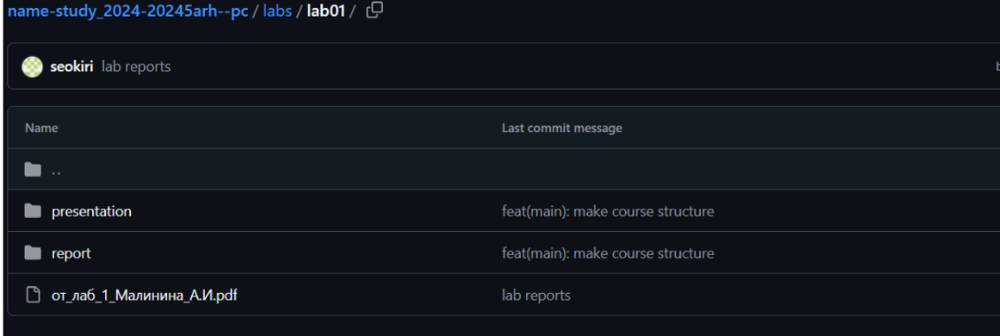 name-study_2024-20245arh--pc / labs / lab01 /
seokiri lab reports
Name Last commit message
..
presentation feat(main): make course structure
report feat(main): make course structure
от_лаб_1_Малинина_А.И.pdf lab reports